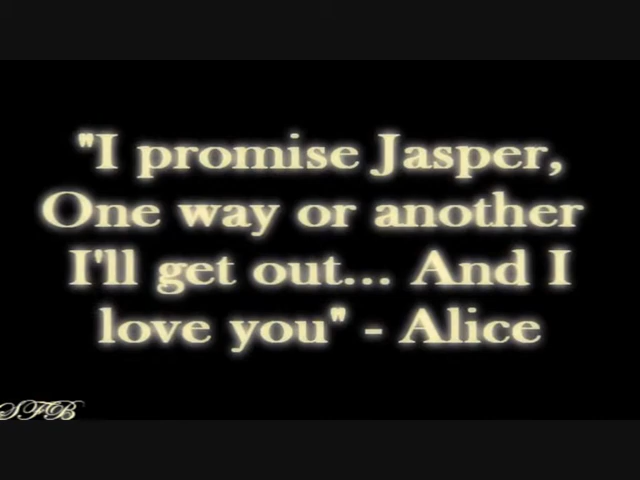 "I promise Jasper,
One way or another
I'll get out... And I
love you" - Alice
SFB